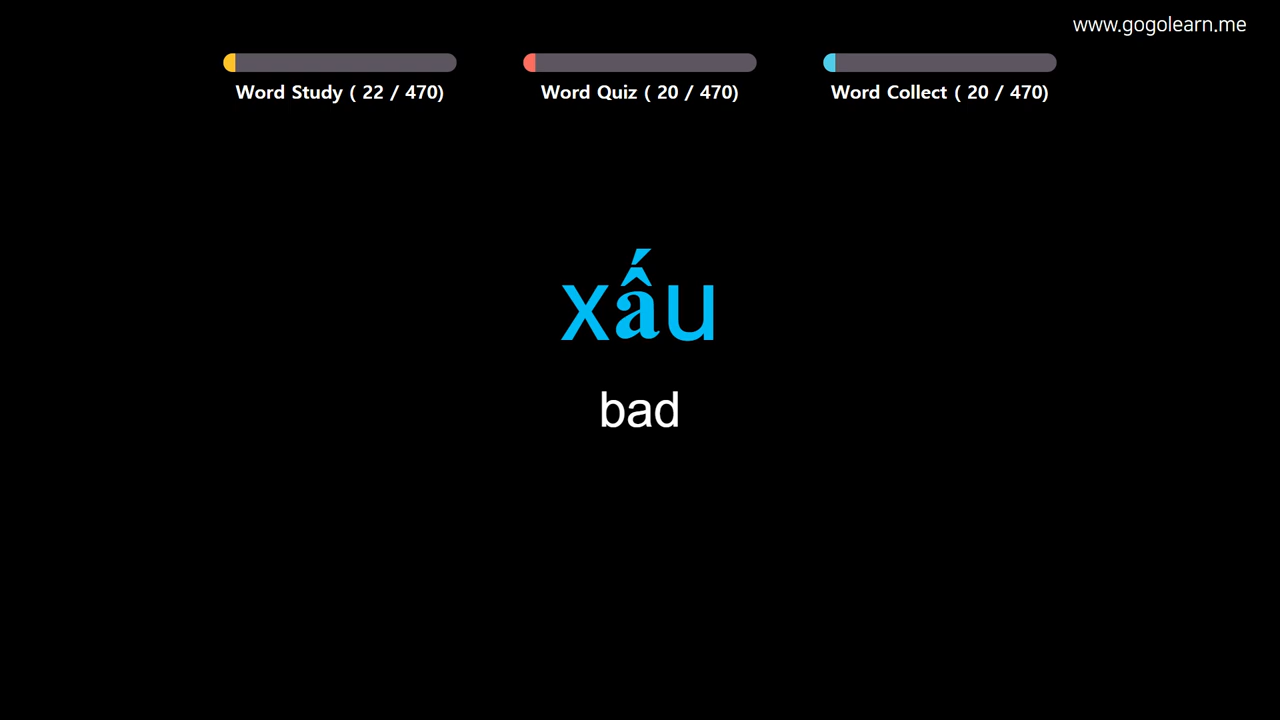 www.gogolearn.me
Word Study ( 22 / 470)
Word Quiz ( 20 / 470)
Word Collect ( 20 / 470)
xấu
bad